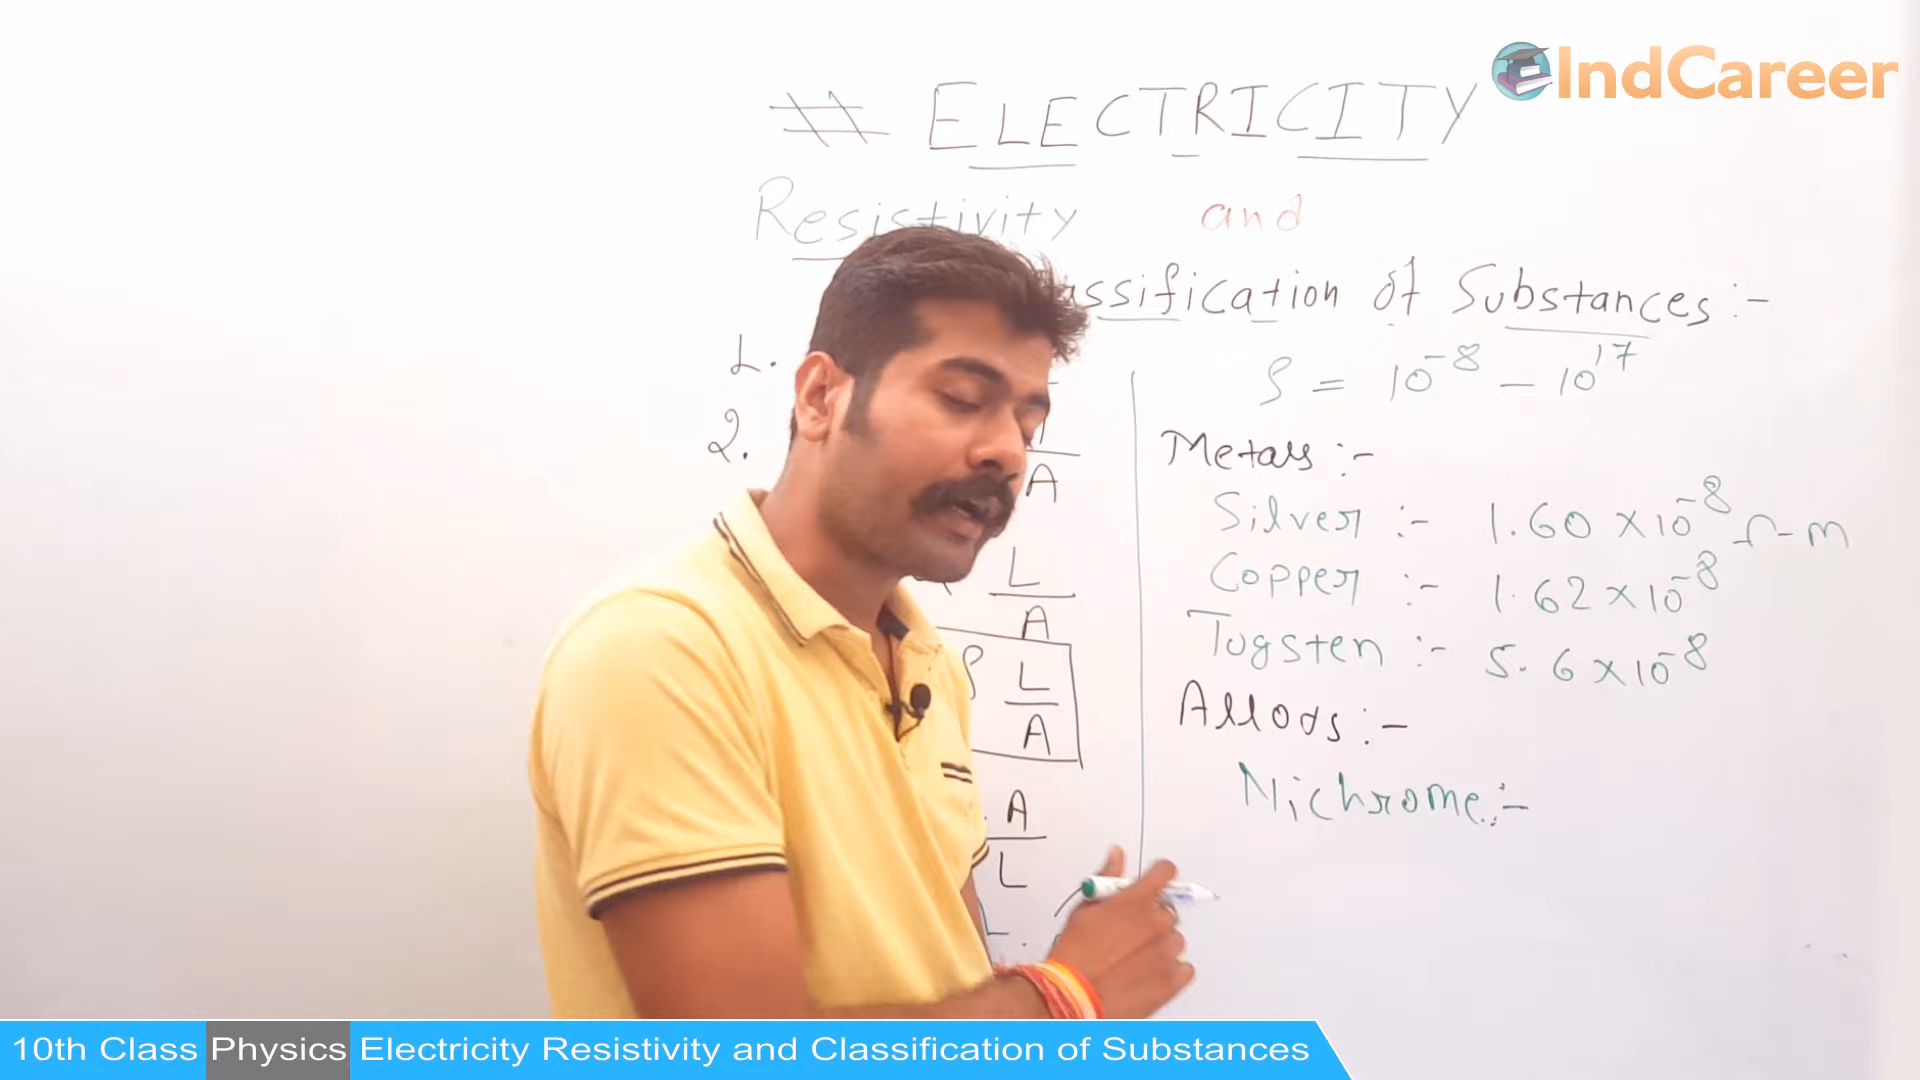 IndCareer
# ELECTRICITY
Resistivity and
assification of Substances :-
1.
2.
A
L
A
ρ L
A
A
L
L.
ρ = 10⁻⁸ - 10¹⁷
Metals :-
Silver :- 1.60 × 10⁻⁸ Ω-m
Copper :- 1.62 × 10⁻⁸
Tugsten :- 5.6 × 10⁻⁸
Alloys :-
Nichrome :-
10th Class Physics Electricity Resistivity and Classification of Substances